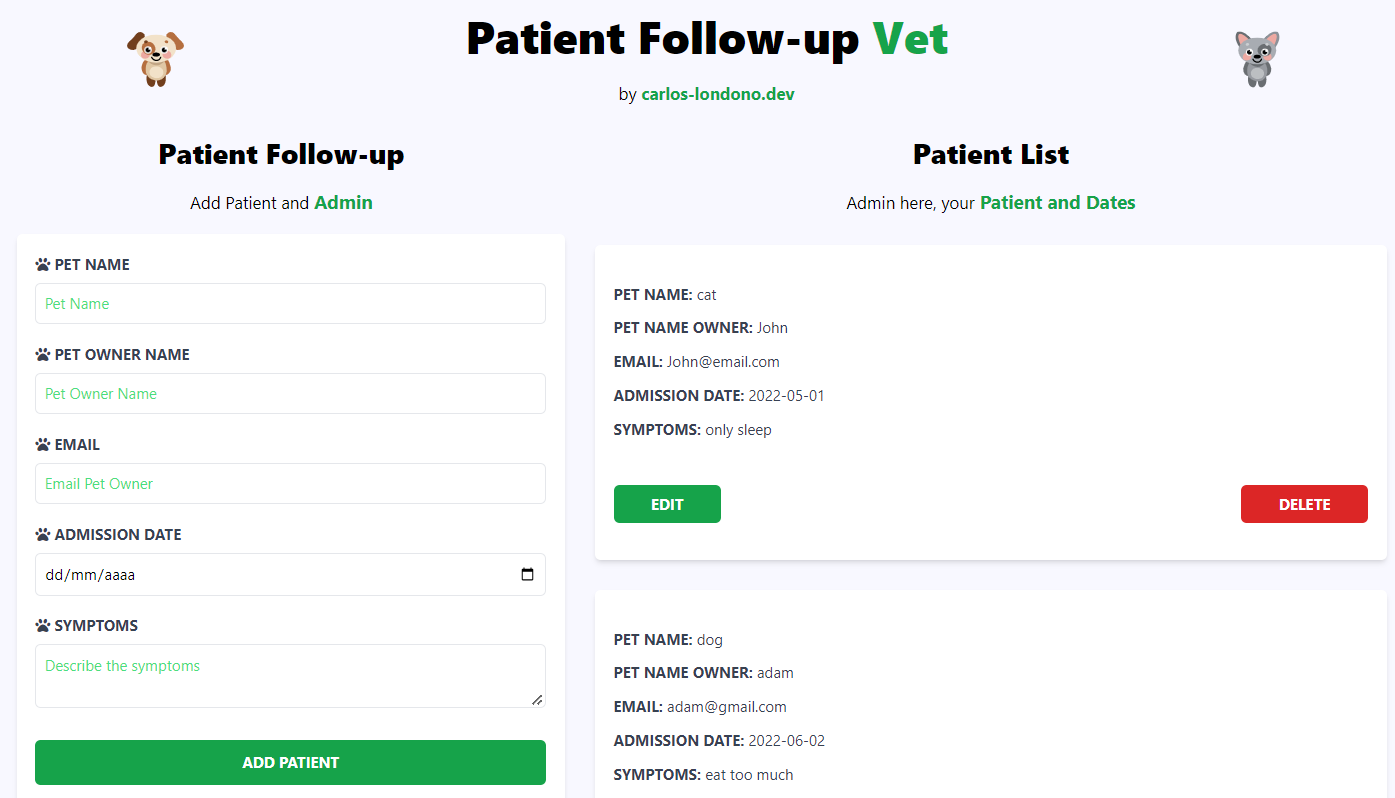 Patient Follow-up Vet
by carlos-londono.dev
Patient Follow-up
Add Patient and Admin
PET NAME
Pet Name
PET OWNER NAME
Pet Owner Name
EMAIL
Email Pet Owner
ADMISSION DATE
dd/mm/aaaa
SYMPTOMS
Describe the symptoms
ADD PATIENT
Patient List
Admin here, your Patient and Dates
PET NAME: cat
PET NAME OWNER: John
EMAIL: John@email.com
ADMISSION DATE: 2022-05-01
SYMPTOMS: only sleep
EDIT
DELETE
PET NAME: dog
PET NAME OWNER: adam
EMAIL: adam@gmail.com
ADMISSION DATE: 2022-06-02
SYMPTOMS: eat too much